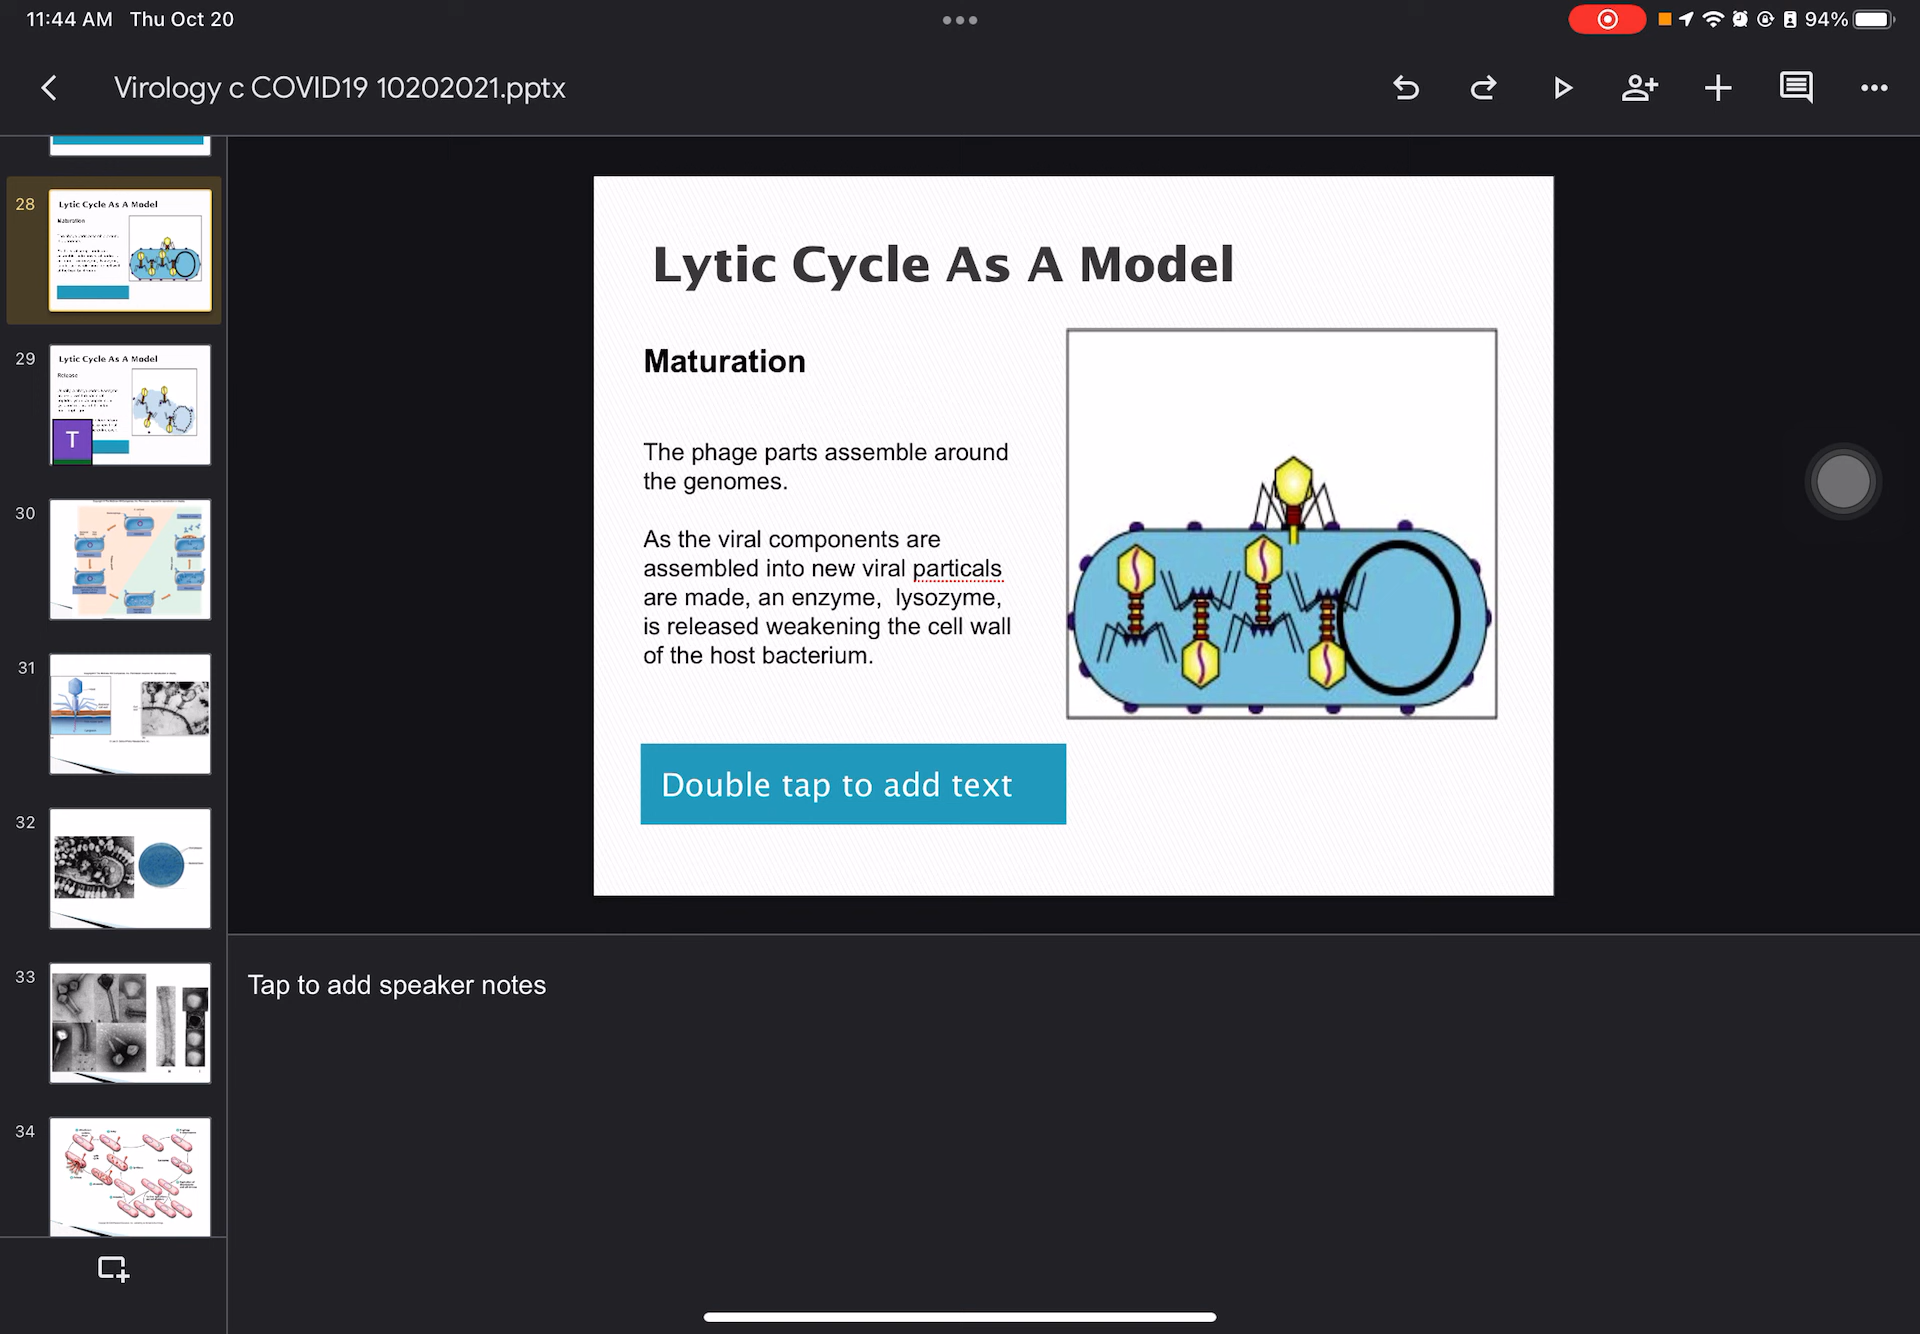 11:44 AM Thu Oct 20
94%
Virology c COVID19 10202021.pptx
28
Lytic Cycle As A Model
Maturation
29
Lytic Cycle As A Model
Release
T
30
31
32
33
34
Lytic Cycle As A Model
Maturation
The phage parts assemble around
the genomes.
As the viral components are
assembled into new viral particals
are made, an enzyme,  lysozyme,
is released weakening the cell wall
of the host bacterium.
Double tap to add text
Tap to add speaker notes